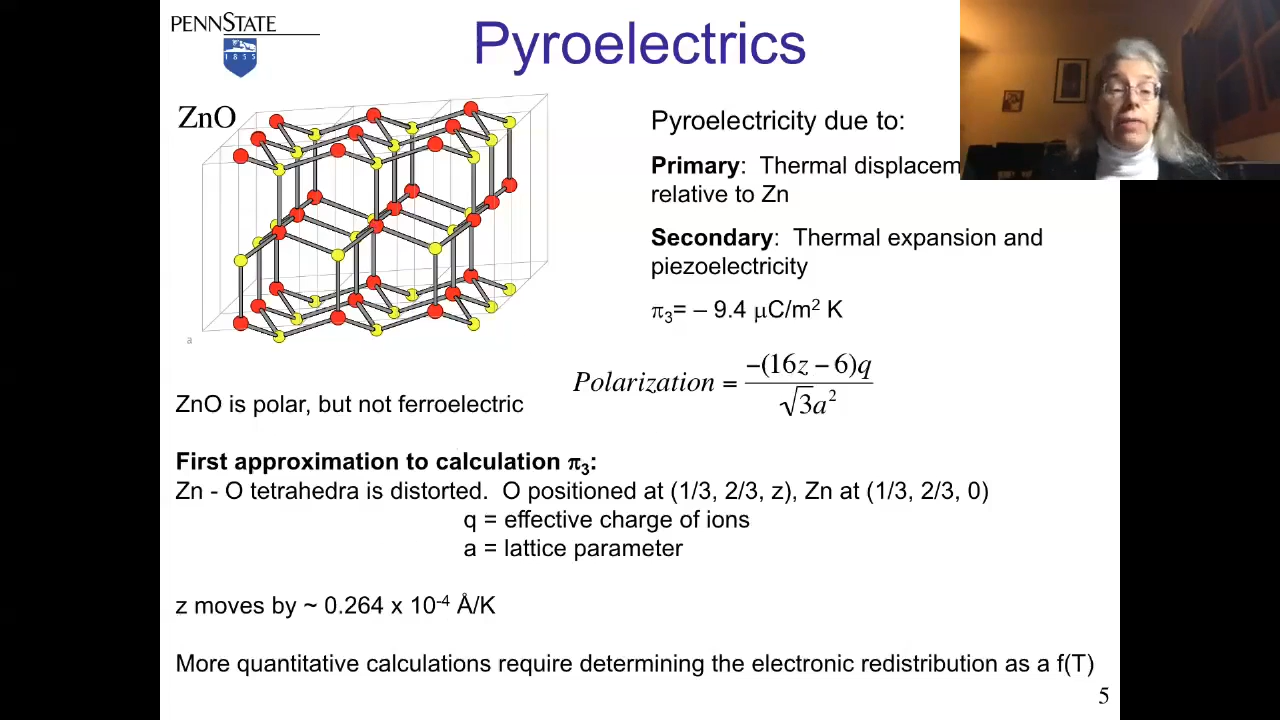 PENNSTATE
1855
Pyroelectrics
ZnO
a
Pyroelectricity due to:
Primary: Thermal displacem
relative to Zn
Secondary: Thermal expansion and
piezoelectricity
π₃= – 9.4 μC/m² K
Polarization = −(16z − 6)q / √3a²
ZnO is polar, but not ferroelectric
First approximation to calculation π₃:
Zn - O tetrahedra is distorted. O positioned at (1/3, 2/3, z), Zn at (1/3, 2/3, 0)
q = effective charge of ions
a = lattice parameter
z moves by ~ 0.264 x 10⁻⁴ Å/K
More quantitative calculations require determining the electronic redistribution as a f(T)
5